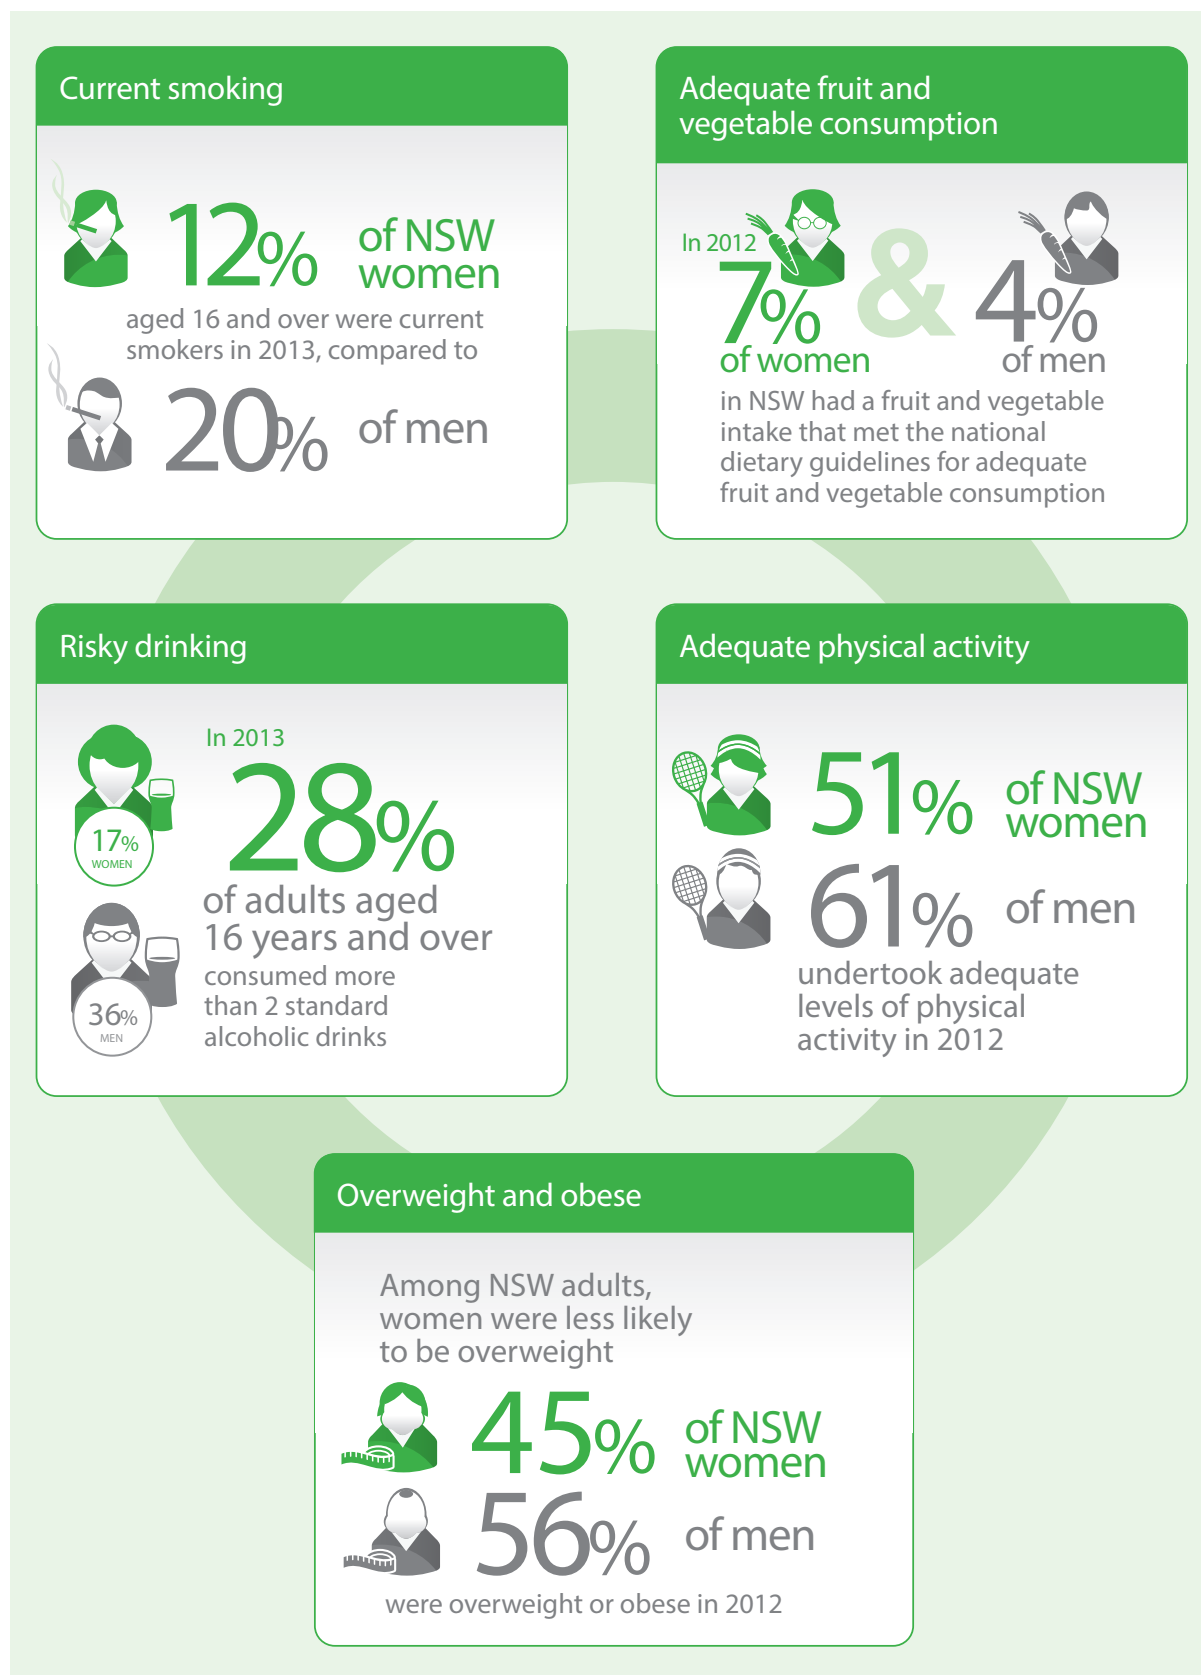 Current smoking
12% of NSW
women
aged 16 and over were current
smokers in 2013, compared to
20% of men
Adequate fruit and
vegetable consumption
In 2012
7%
of women
&
4%
of men
in NSW had a fruit and vegetable
intake that met the national
dietary guidelines for adequate
fruit and vegetable consumption
Risky drinking
In 2013
28%
17%
WOMEN
36%
MEN
of adults aged
16 years and over
consumed more
than 2 standard
alcoholic drinks
Adequate physical activity
51% of NSW
women
61% of men
undertook adequate
levels of physical
activity in 2012
Overweight and obese
Among NSW adults,
women were less likely
to be overweight
45% of NSW
women
56% of men
were overweight or obese in 2012